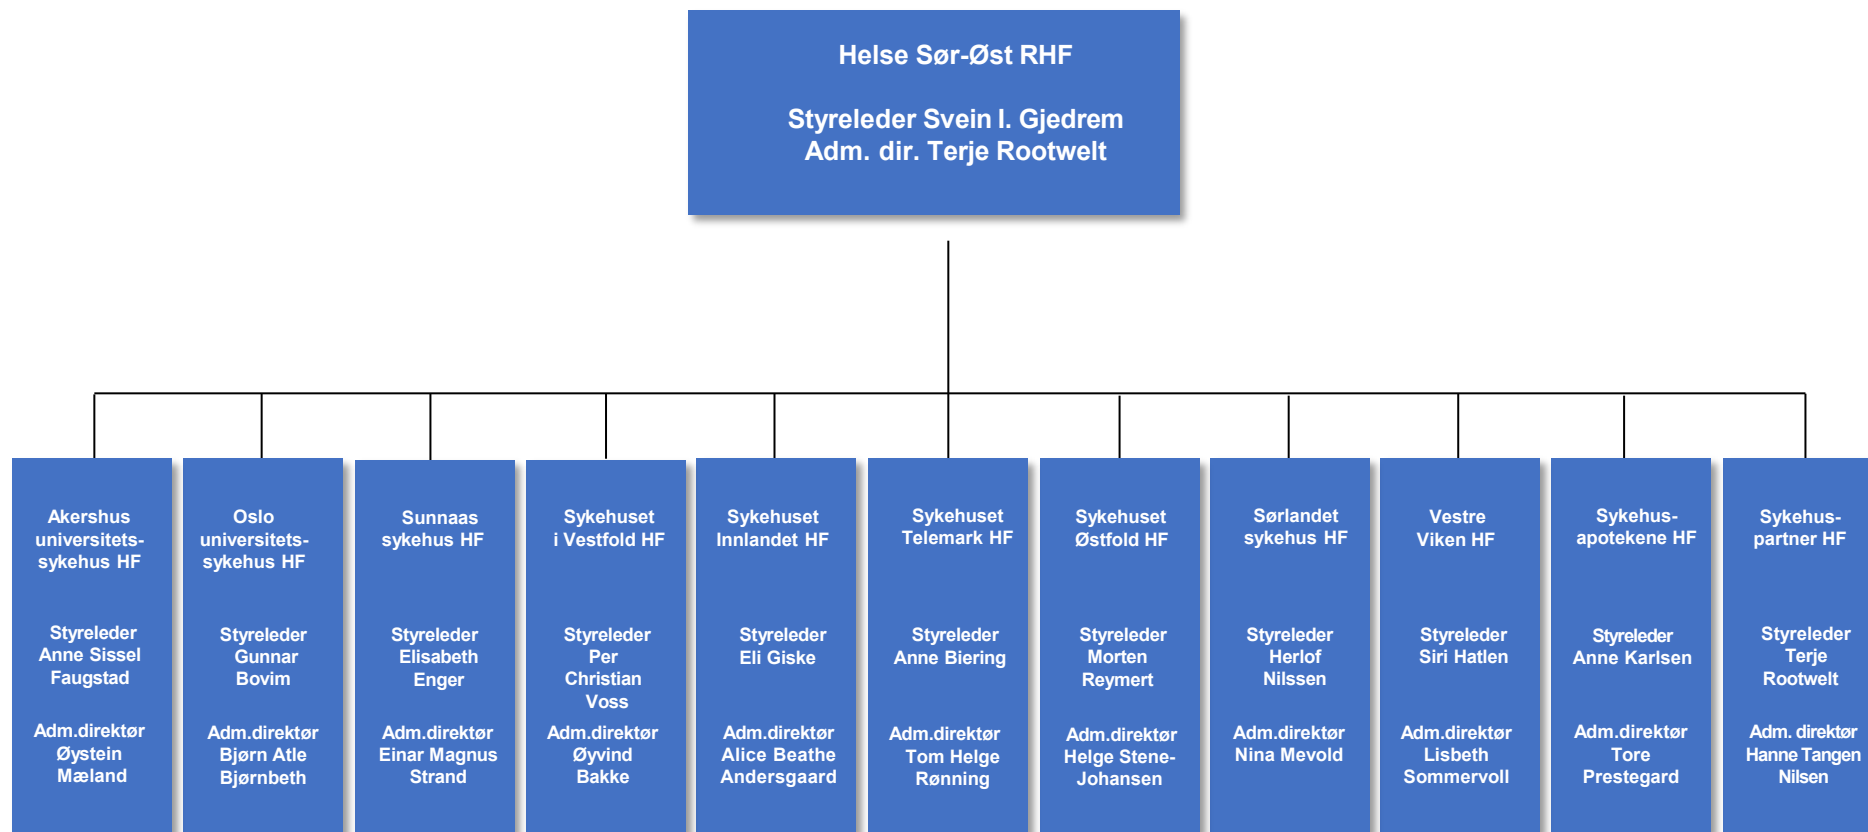 Helse Sør-Øst RHF
Styreleder Svein I. Gjedrem
Adm. dir. Terje Rootwelt
Akershus
universitets-
sykehus HF
Styreleder
Anne Sissel
Faugstad
Adm.direktør
Øystein
Mæland
Oslo
universitets-
sykehus HF
Styreleder
Gunnar
Bovim
Adm.direktør
Bjørn Atle
Bjørnbeth
Sunnaas
sykehus HF
Styreleder
Elisabeth
Enger
Adm.direktør
Einar Magnus
Strand
Sykehuset
i Vestfold HF
Styreleder
Per
Christian
Voss
Adm.direktør
Øyvind
Bakke
Sykehuset
Innlandet HF
Styreleder
Eli Giske
Adm.direktør
Alice Beathe
Andersgaard
Sykehuset
Telemark HF
Styreleder
Anne Biering
Adm.direktør
Tom Helge
Rønning
Sykehuset
Østfold HF
Styreleder
Morten
Reymert
Adm.direktør
Helge Stene-
Johansen
Sørlandet
sykehus HF
Styreleder
Herlof
Nilssen
Adm.direktør
Nina Mevold
Vestre
Viken HF
Styreleder
Siri Hatlen
Adm.direktør
Lisbeth
Sommervoll
Sykehus-
apotekene HF
Styreleder
Anne Karlsen
Adm.direktør
Tore
Prestegard
Sykehus-
partner HF
Styreleder
Terje
Rootwelt
Adm. direktør
Hanne Tangen
Nilsen